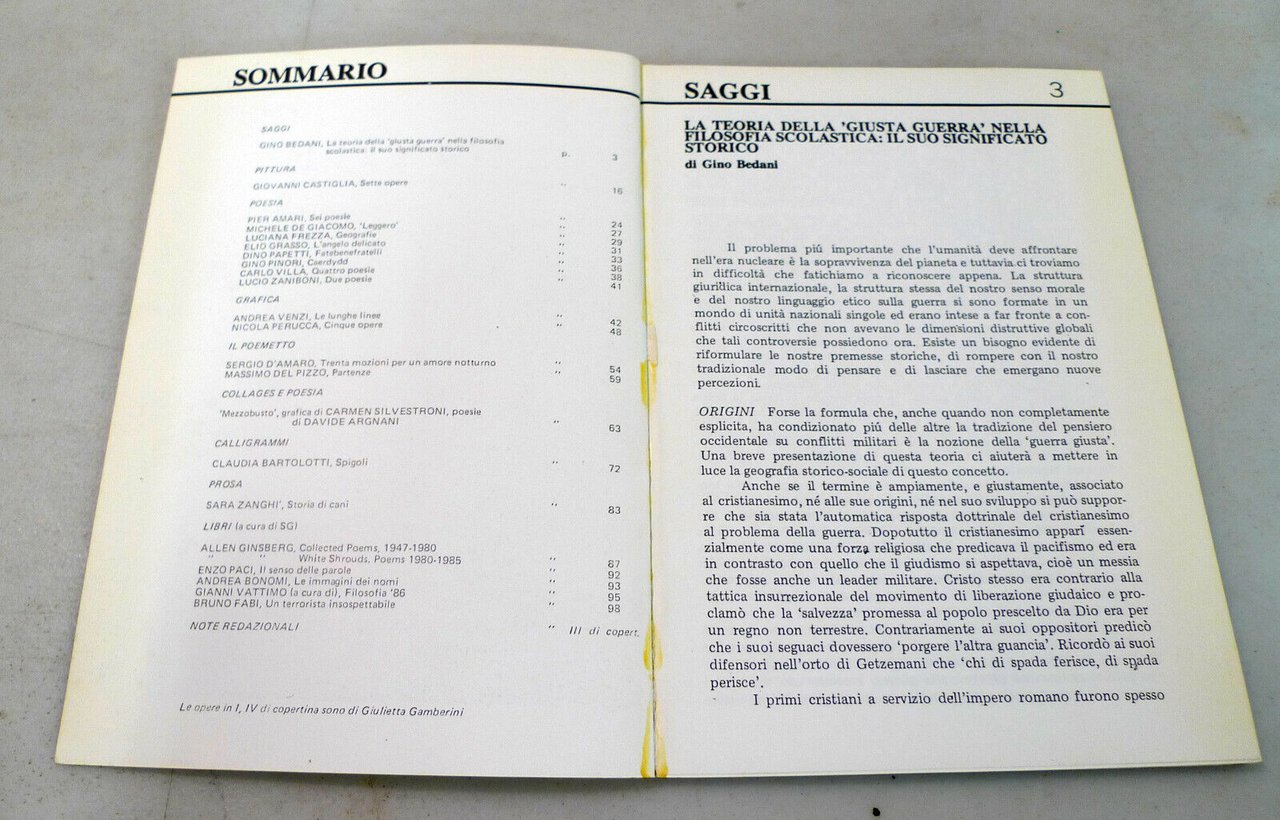 SOMMARIO
SAGGI
GINO BEDANI, La teoria della 'giusta guerra' nella filosofia
scolastica: il suo significato storico p. 3
PITTURA
GIOVANNI CASTIGLIA, Sette opere " 16
POESIA
PIER AMARI, Sei poesie " 24
MICHELE DE GIACOMO, 'Leggero' " 27
LUCIANA FREZZA, Geografie " 29
ELIO GRASSO, L'angelo delicato " 31
DINO PAPETTI, Fatebenefratelli " 33
GINO PINORI, Caerdydd " 36
CARLO VILLA, Quattro poesie " 38
LUCIO ZANIBONI, Due poesie " 41
GRAFICA
ANDREA VENZI, Le lunghe linee " 42
NICOLA PERUCCA, Cinque opere " 48
IL POEMETTO
SERGIO D'AMARO, Trenta mozioni per un amore notturno " 54
MASSIMO DEL PIZZO, Partenze " 59
COLLAGES E POESIA
'Mezzobusto', grafica di CARMEN SILVESTRONI, poesie
di DAVIDE ARGNANI " 63
CALLIGRAMMI
CLAUDIA BARTOLOTTI, Spigoli " 72
PROSA
SARA ZANGHI', Storia di cani " 83
LIBRI (a cura di SG)
ALLEN GINSBERG, Collected Poems, 1947-1980
" " White Shrouds. Poems 1980-1985 " 87
ENZO PACI, Il senso delle parole " 92
ANDREA BONOMI, Le immagini dei nomi " 93
GIANNI VATTIMO (a cura di), Filosofia '86 " 95
BRUNO FABI, Un terrorista insospettabile " 98
NOTE REDAZIONALI " III di copert.
Le opere in I, IV di copertina sono di Giulietta Gamberini
SAGGI 3
LA TEORIA DELLA 'GIUSTA GUERRA' NELLA
FILOSOFIA SCOLASTICA: IL SUO SIGNIFICATO
STORICO
di Gino Bedani
Il problema piú importante che l'umanità deve affrontare
nell'era nucleare è la sopravvivenza del pianeta e tuttavia ci troviamo
in difficoltà che fatichiamo a riconoscere appena. La struttura
giuridica internazionale, la struttura stessa del nostro senso morale
e del nostro linguaggio etico sulla guerra si sono formate in un
mondo di unità nazionali singole ed erano intese a far fronte a con-
flitti circoscritti che non avevano le dimensioni distruttive globali
che tali controversie possiedono ora. Esiste un bisogno evidente di
riformulare le nostre premesse storiche, di rompere con il nostro
tradizionale modo di pensare e di lasciare che emergano nuove
percezioni.
ORIGINI Forse la formula che, anche quando non completamente
esplicita, ha condizionato piú delle altre la tradizione del pensiero
occidentale su conflitti militari è la nozione della 'guerra giusta'.
Una breve presentazione di questa teoria ci aiuterà a mettere in
luce la geografia storico-sociale di questo concetto.
Anche se il termine è ampiamente, e giustamente, associato
al cristianesimo, né alle sue origini, né nel suo sviluppo si può suppor-
re che sia stata l'automatica risposta dottrinale del cristianesimo
al problema della guerra. Dopotutto il cristianesimo apparí essen-
zialmente come una forza religiosa che predicava il pacifismo ed era
in contrasto con quello che il giudismo si aspettava, cioè un messia
che fosse anche un leader militare. Cristo stesso era contrario alla
tattica insurrezionale del movimento di liberazione giudaico e pro-
clamò che la 'salvezza' promessa al popolo prescelto da Dio era per
un regno non terrestre. Contrariamente ai suoi oppositori predicò
che i suoi seguaci dovessero 'porgere l'altra guancia'. Ricordò ai suoi
difensori nell'orto di Getzemani che 'chi di spada ferisce, di spada
perisce'.
I primi cristiani a servizio dell'impero romano furono spesso